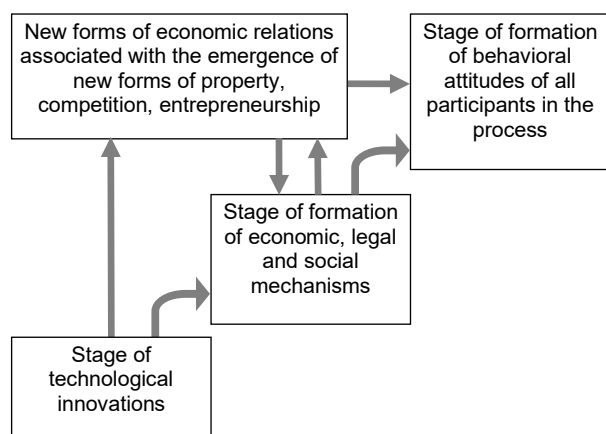 New forms of economic relations
associated with the emergence of
new forms of property,
competition, entrepreneurship
Stage of formation
of behavioral
attitudes of all
participants in the
process
Stage of formation
of economic, legal
and social
mechanisms
Stage of
technological
innovations